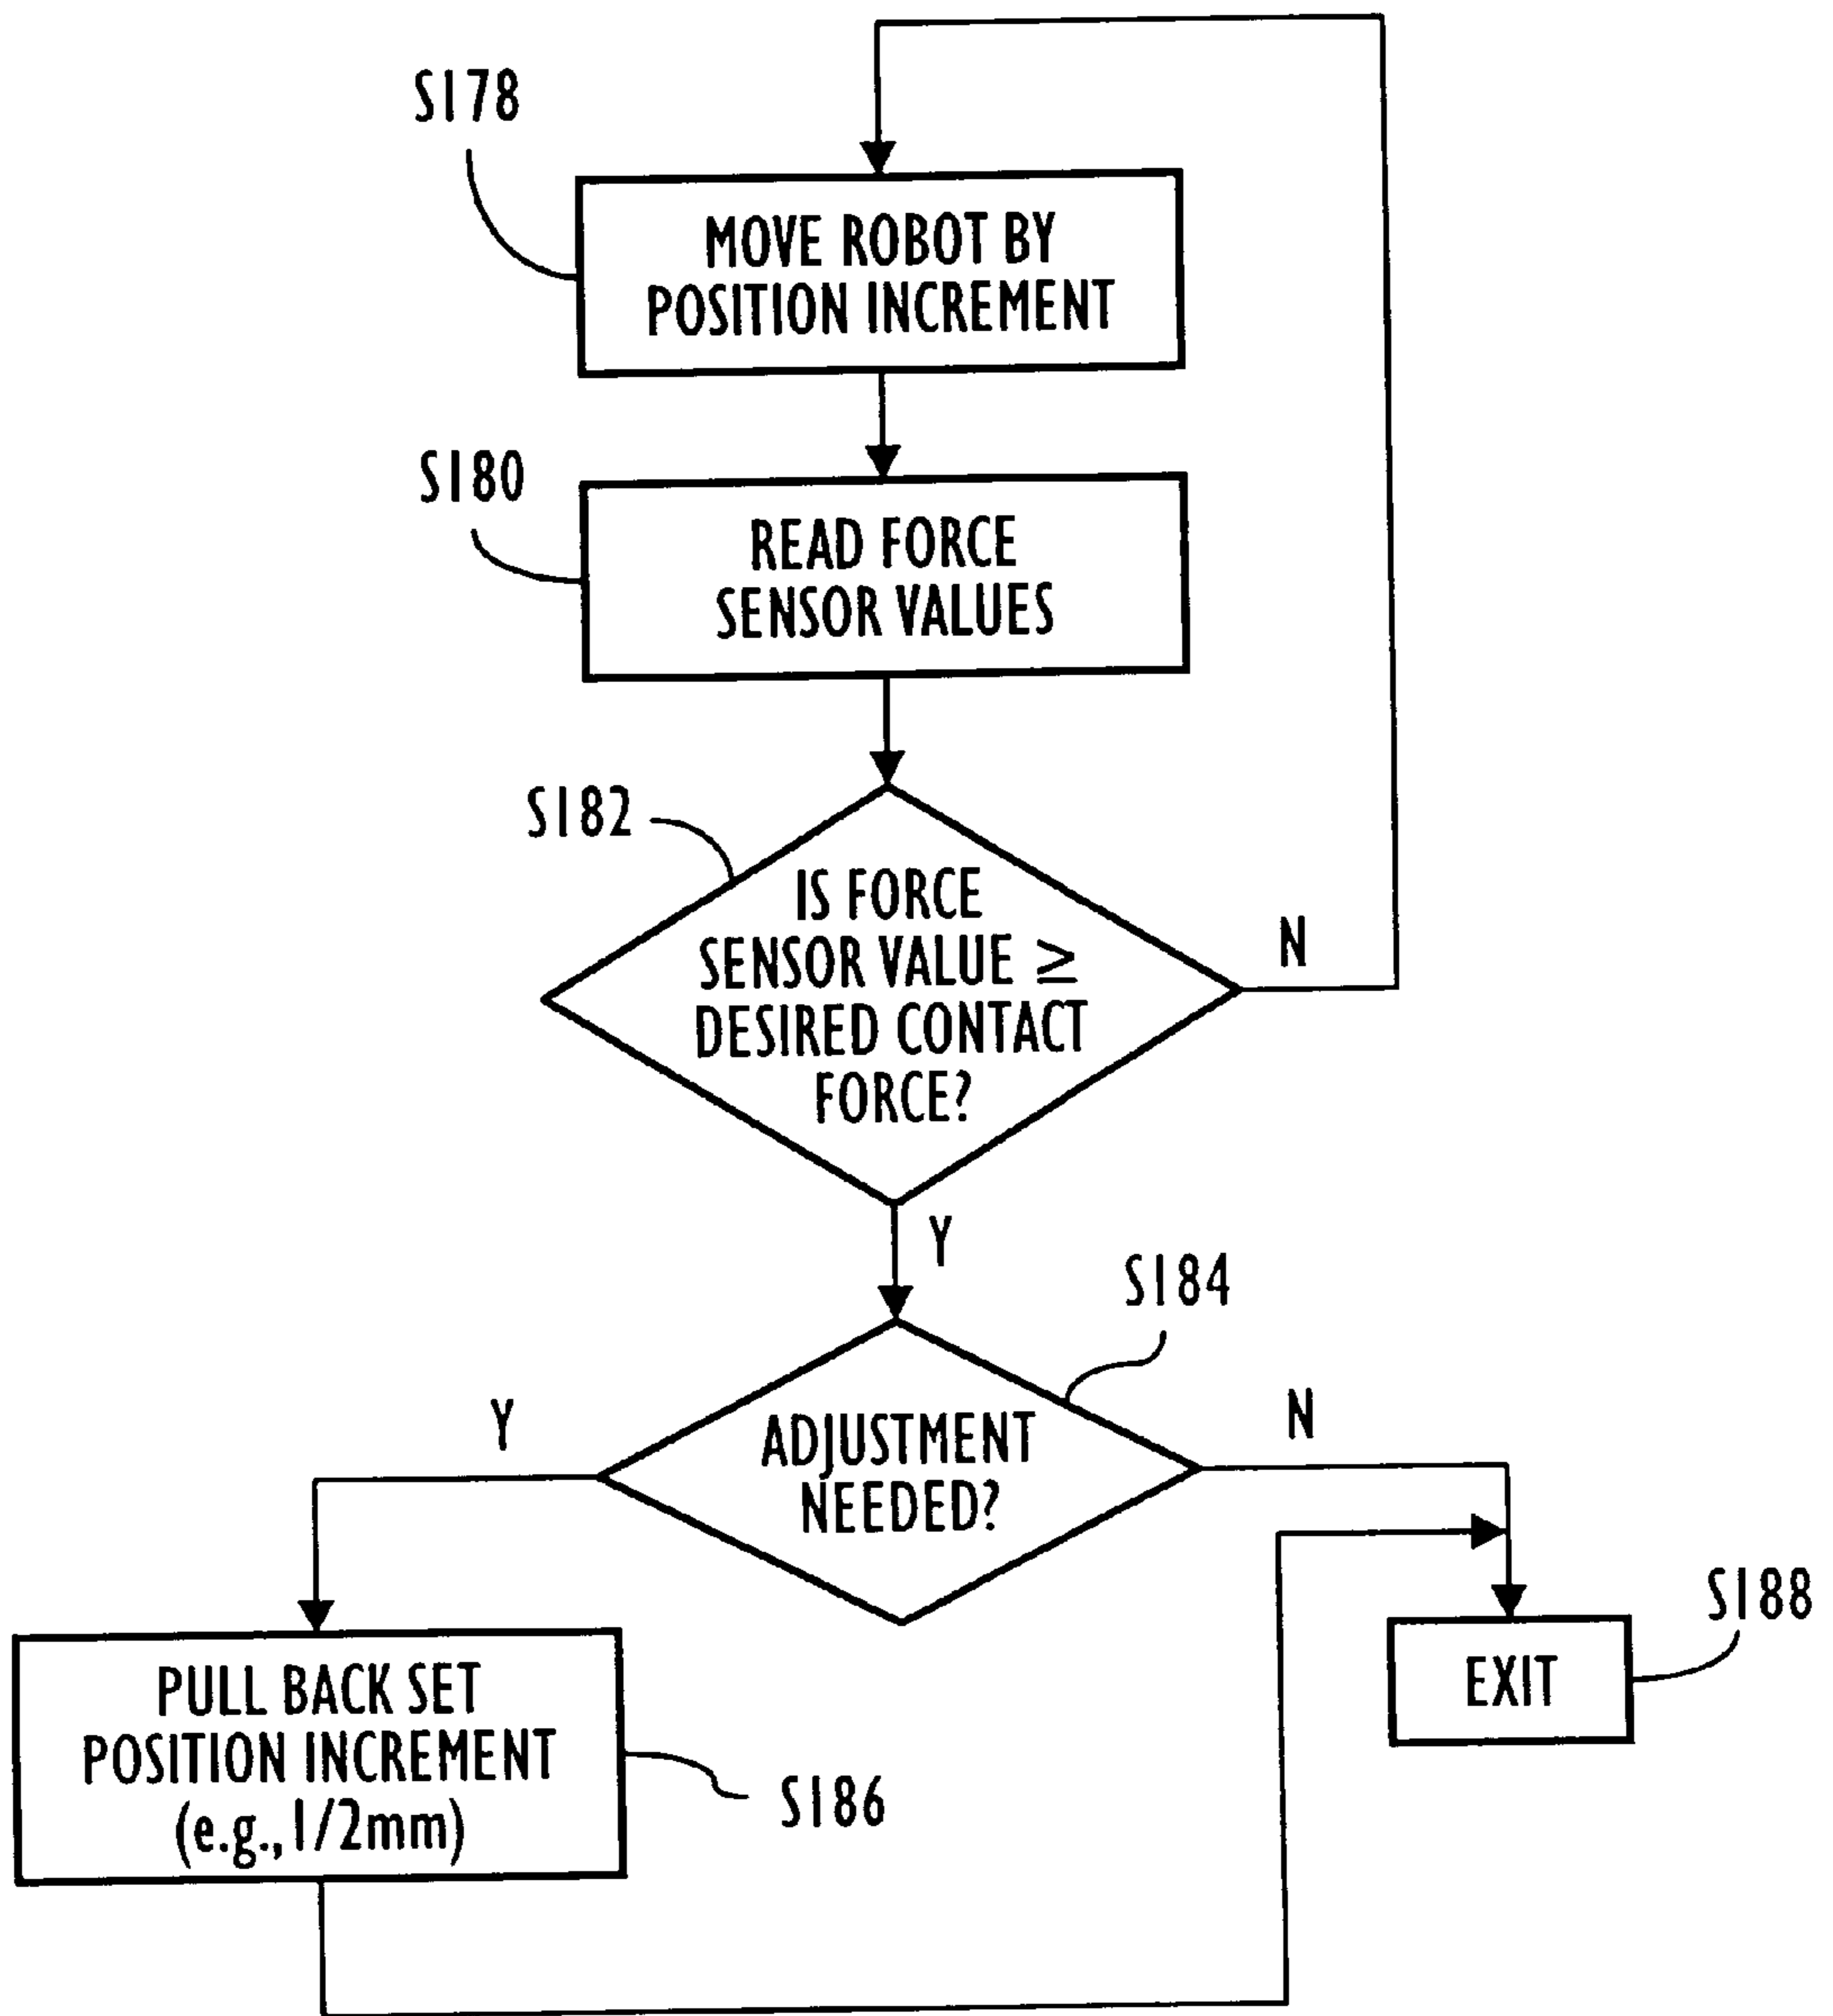 S178
MOVE ROBOT BY
POSITION INCREMENT
S180
READ FORCE
SENSOR VALUES
S182
IS FORCE
SENSOR VALUE ≥
DESIRED CONTACT
FORCE?
N
Y
S184
ADJUSTMENT
NEEDED?
Y
N
PULL BACK SET
POSITION INCREMENT
(e.g., 1/2mm)
S186
EXIT
S188